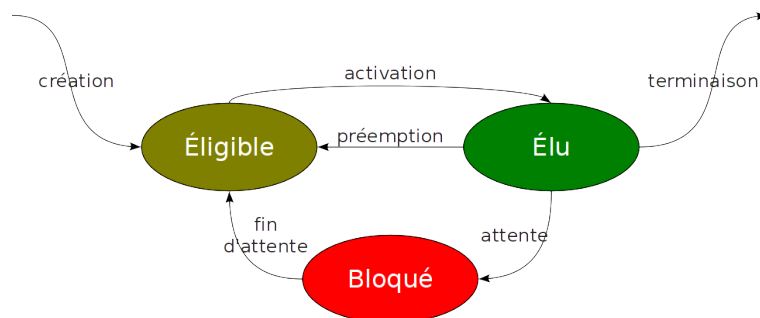 activation
création
terminaison
préemption
Éligible
Élu
fin
d'attente
attente
Bloqué